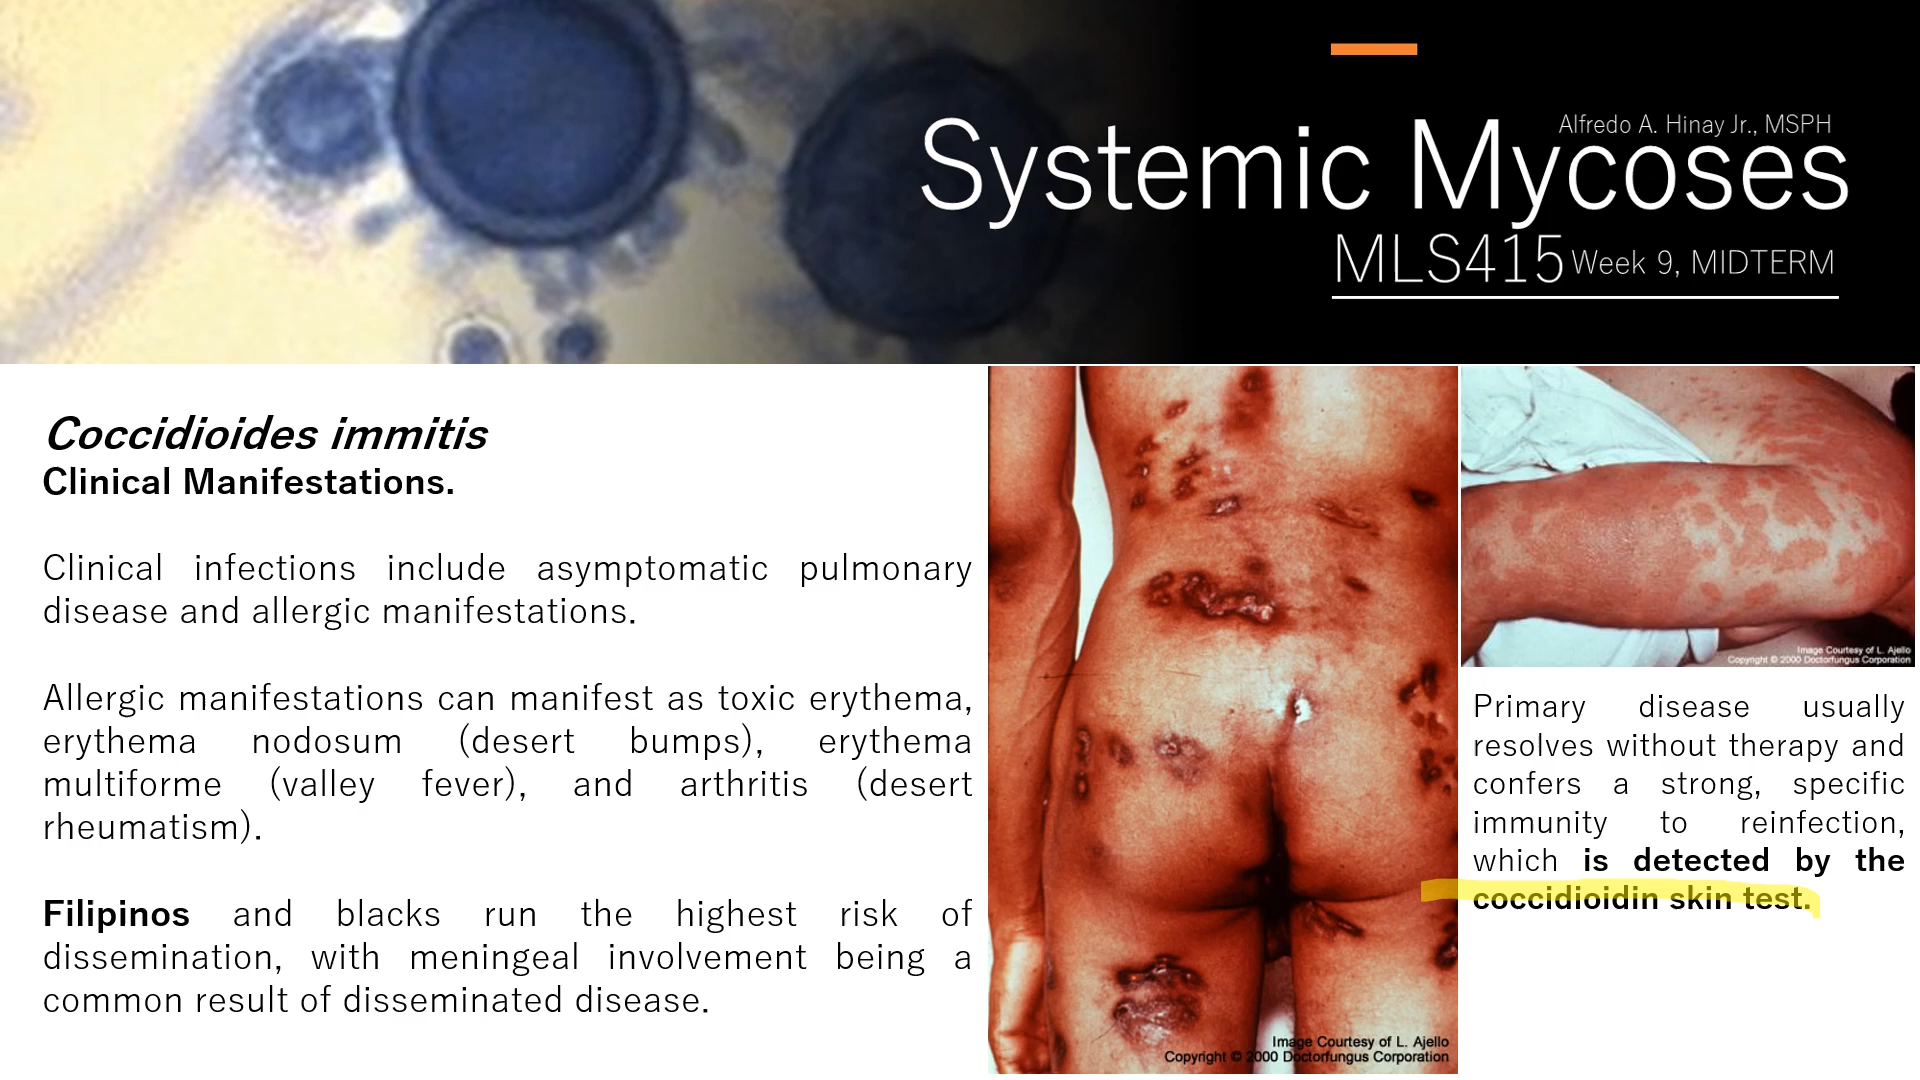 Alfredo A. Hinay Jr., MSPH
Systemic Mycoses
MLS415 Week 9, MIDTERM
Coccidioides immitis
Clinical Manifestations.
Clinical infections include asymptomatic pulmonary
disease and allergic manifestations.
Allergic manifestations can manifest as toxic erythema,
erythema nodosum (desert bumps), erythema
multiforme (valley fever), and arthritis (desert
rheumatism).
Filipinos and blacks run the highest risk of
dissemination, with meningeal involvement being a
common result of disseminated disease.
Image Courtesy of L. Ajello
Copyright © 2000 Doctorfungus Corporation
Image Courtesy of L. Ajello
Copyright © 2000 Doctorfungus Corporation
Primary disease usually
resolves without therapy and
confers a strong, specific
immunity to reinfection,
which is detected by the
coccidioidin skin test.